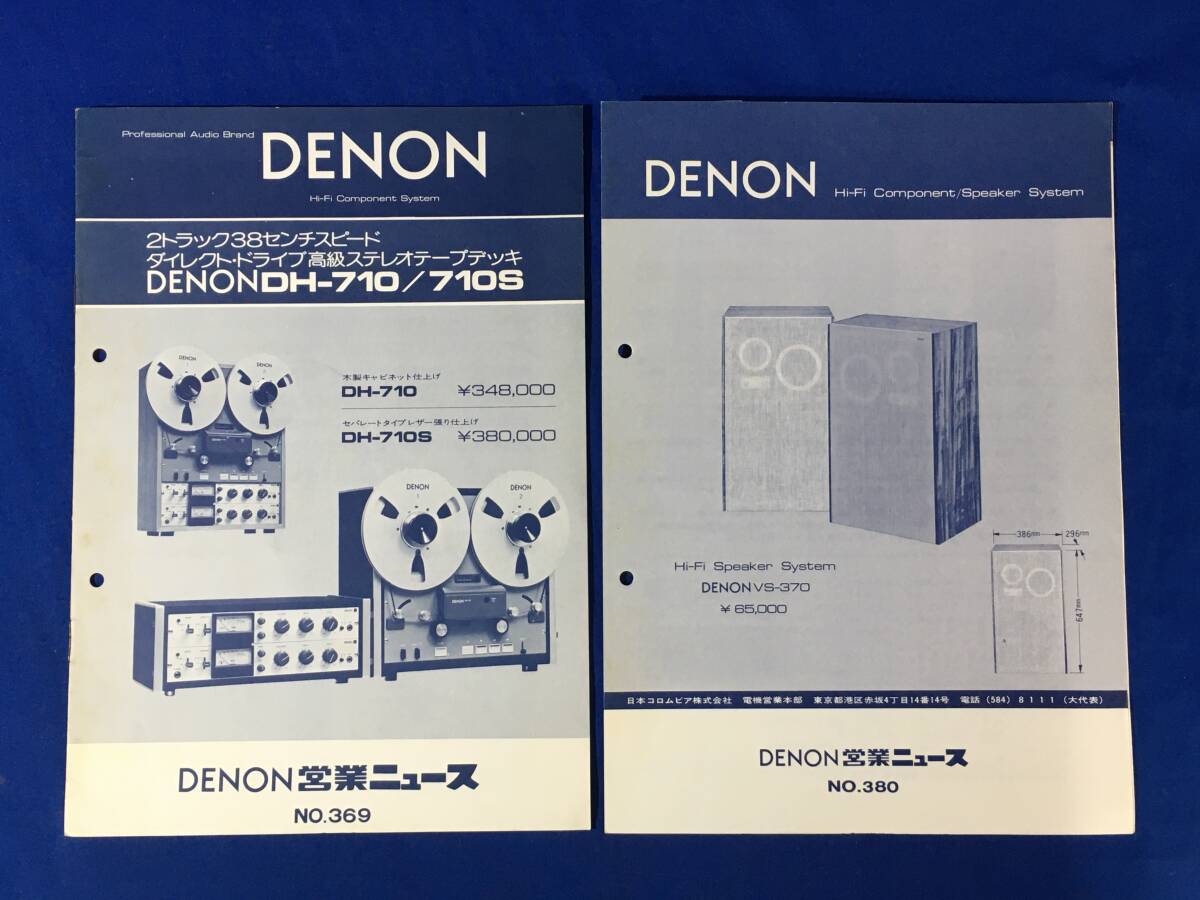 Professional Audio Brand
DENON
Hi-Fi Component System
2トラック38センチスピード
ダイレクト・ドライブ高級ステレオテープデッキ
DENON DH-710/710S
木製キャビネット仕上げ
DH-710 ¥348,000
セパレートタイプレザー張り仕上げ
DH-710S ¥380,000
DENON
DENON
DENON
1
DENON
2
DENON営業ニュース
NO.369
DENON Hi-Fi Component/Speaker System
386mm
296mm
647mm
Hi-Fi Speaker System
DENON VS-370
¥ 65,000
日本コロムビア株式会社 電機営業本部 東京都港区赤坂4丁目14番14号 電話(584)8111(大代表)
DENON営業ニュース
NO.380